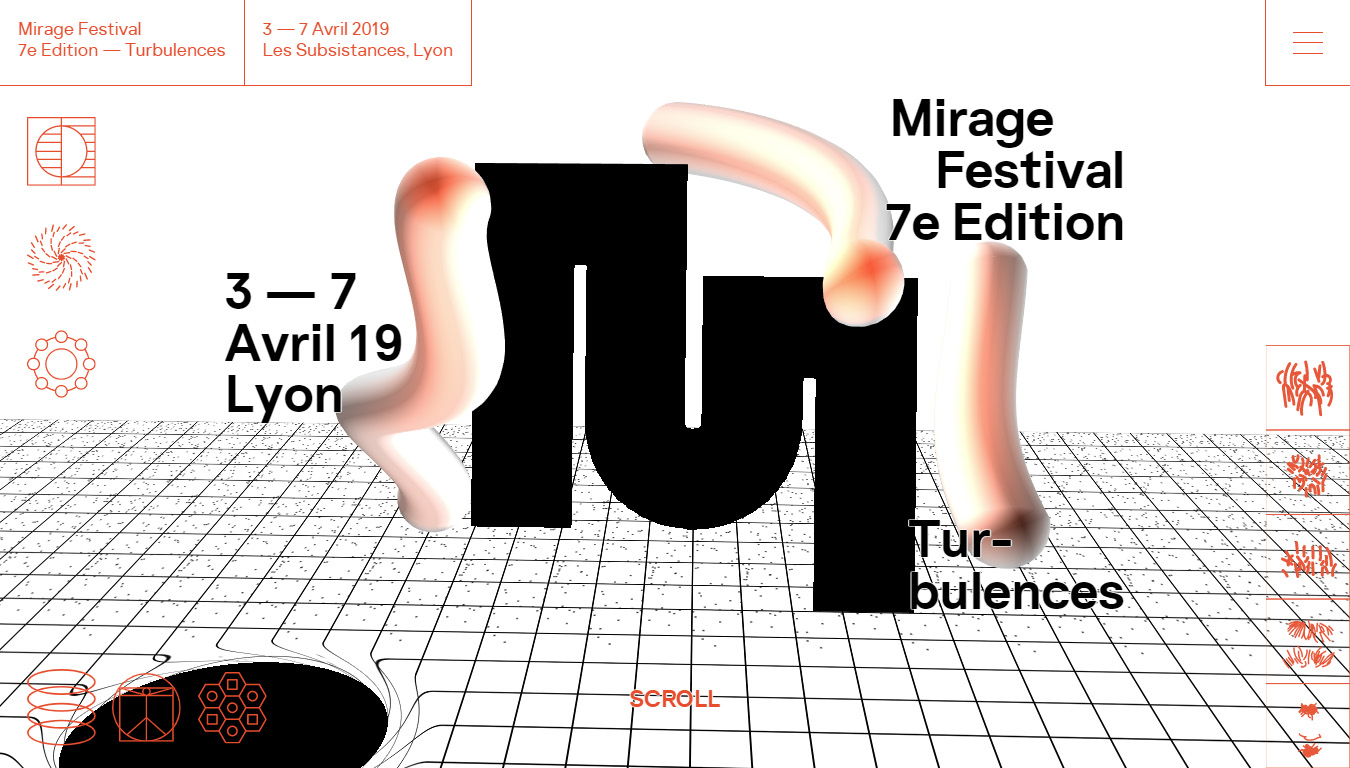 Mirage Festival
7e Edition — Turbulences
3 — 7 Avril 2019
Les Subsistances, Lyon
Mirage
Festival
7e Edition
3 — 7
Avril 19
Lyon
Tur-
bulences
SCROLL